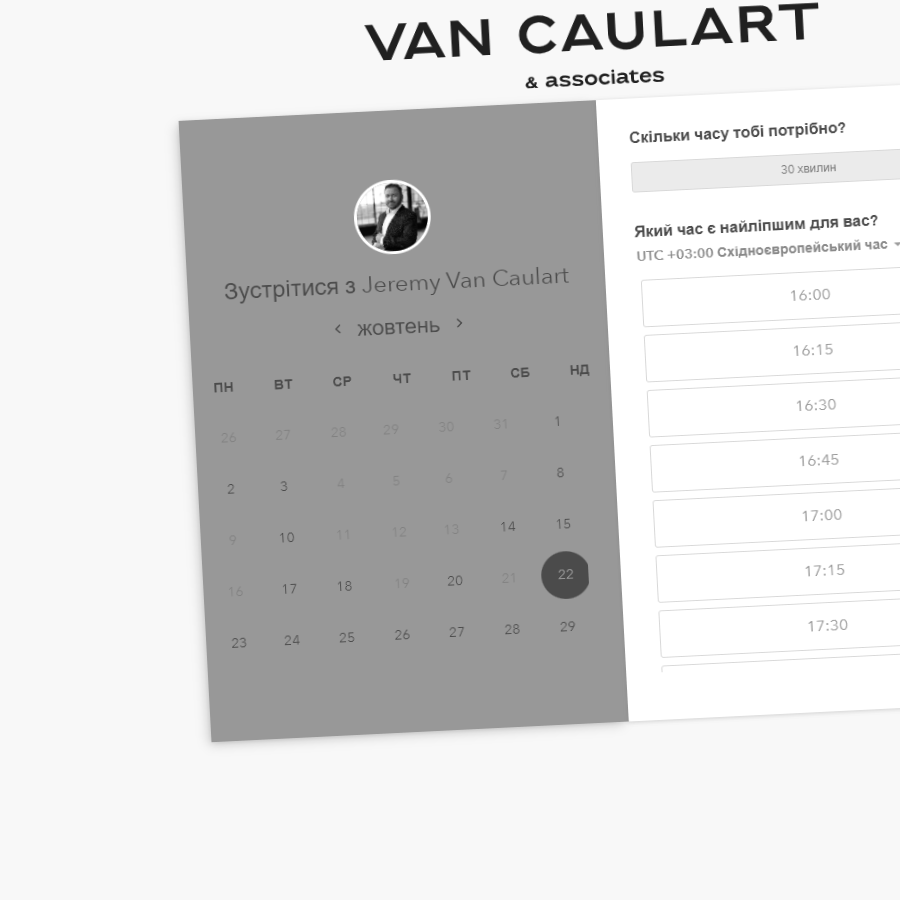 VAN CAULART
& associates
Зустрітися з Jeremy Van Caulart
‹ жовтень ›
ПН ВТ СР ЧТ ПТ СБ НД
26 27 28 29 30 31 1
2 3 4 5 6 7 8
9 10 11 12 13 14 15
16 17 18 19 20 21 22
23 24 25 26 27 28 29
Скільки часу тобі потрібно?
30 хвилин
Який час є найліпшим для вас?
UTC +03:00 Східноєвропейський час
16:00
16:15
16:30
16:45
17:00
17:15
17:30